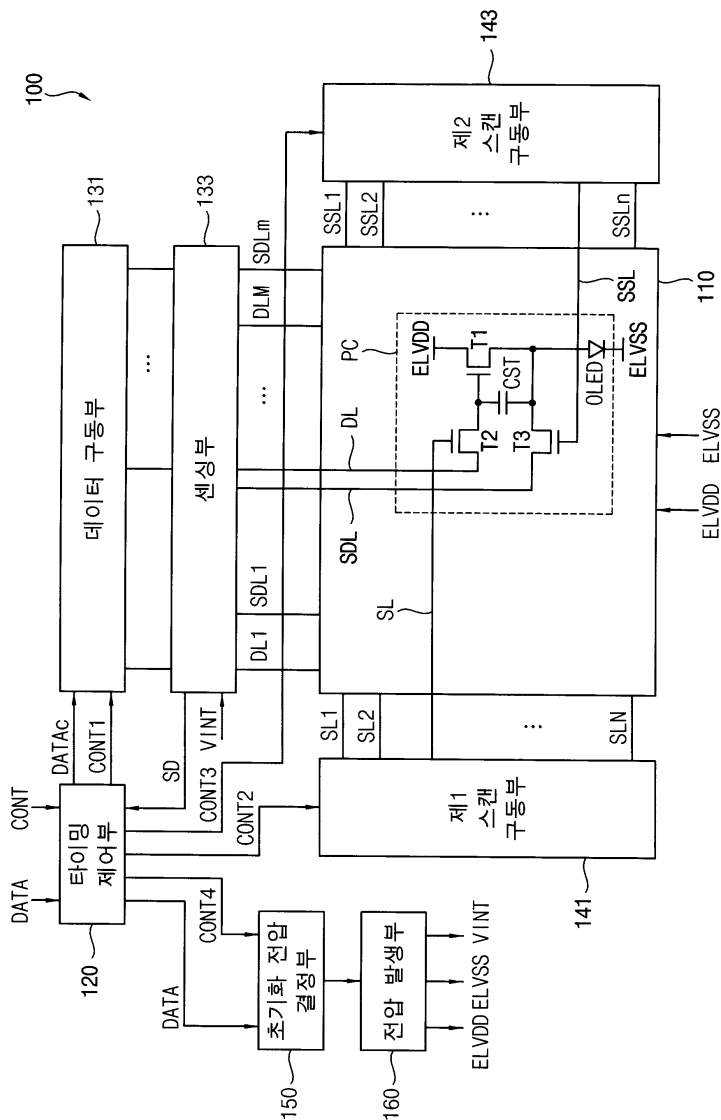 100
DATA
CONT
타이밍
제어부
120
DATAc
CONT1
데이터 구동부
131
SD
VINT
CONT3
CONT2
CONT4
DATA
...
센싱부
133
DL1
SDL1
...
DLM
SDLm
초기화 전압
결정부
150
전압 발생부
160
ELVDD
ELVSS
VINT
제1
스캔
구동부
141
SL1
SL2
...
SLN
SL
SDL
DL
PC
ELVDD
T1
T2
CST
T3
OLED
ELVSS
SSL
110
SSL1
SSL2
...
SSLn
제2
스캔
구동부
143
ELVDD
ELVSS